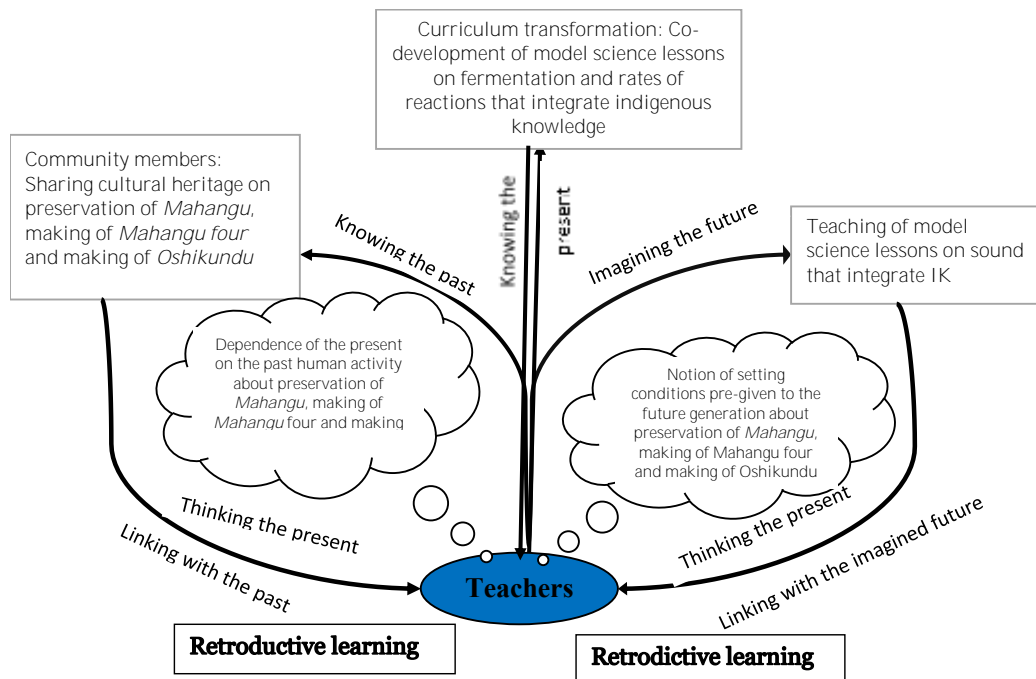 Curriculum transformation: Co-
development of model science lessons
on fermentation and rates of
reactions that integrate indigenous
knowledge
Community members:
Sharing cultural heritage on
preservation of Mahangu,
making of Mahangu four
and making of Oshikundu
Knowing the past
Knowing the
present
Imagining the future
Teaching of model
science lessons on sound
that integrate IK
Dependence of the present
on the past human activity
about preservation of
Mahangu, making of
Mahangu four and making
Notion of setting
conditions pre-given to the
future generation about
preservation of Mahangu,
making of Mahangu four
and making of Oshikundu
Thinking the present
Linking with the past
Thinking the present
Linking with the imagined future
Teachers
Retroductive learning
Retrodictive learning